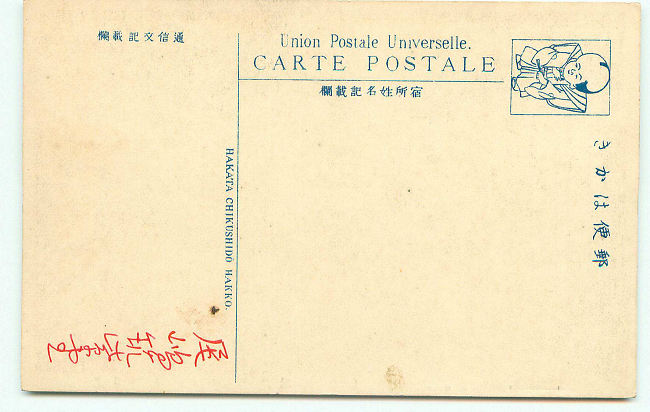 通信文記載欄
Union Postale Universelle.
CARTE POSTALE
宿所姓名記載欄
郵便はかき
HAKATA CHIKUSHIDO HAKKO.